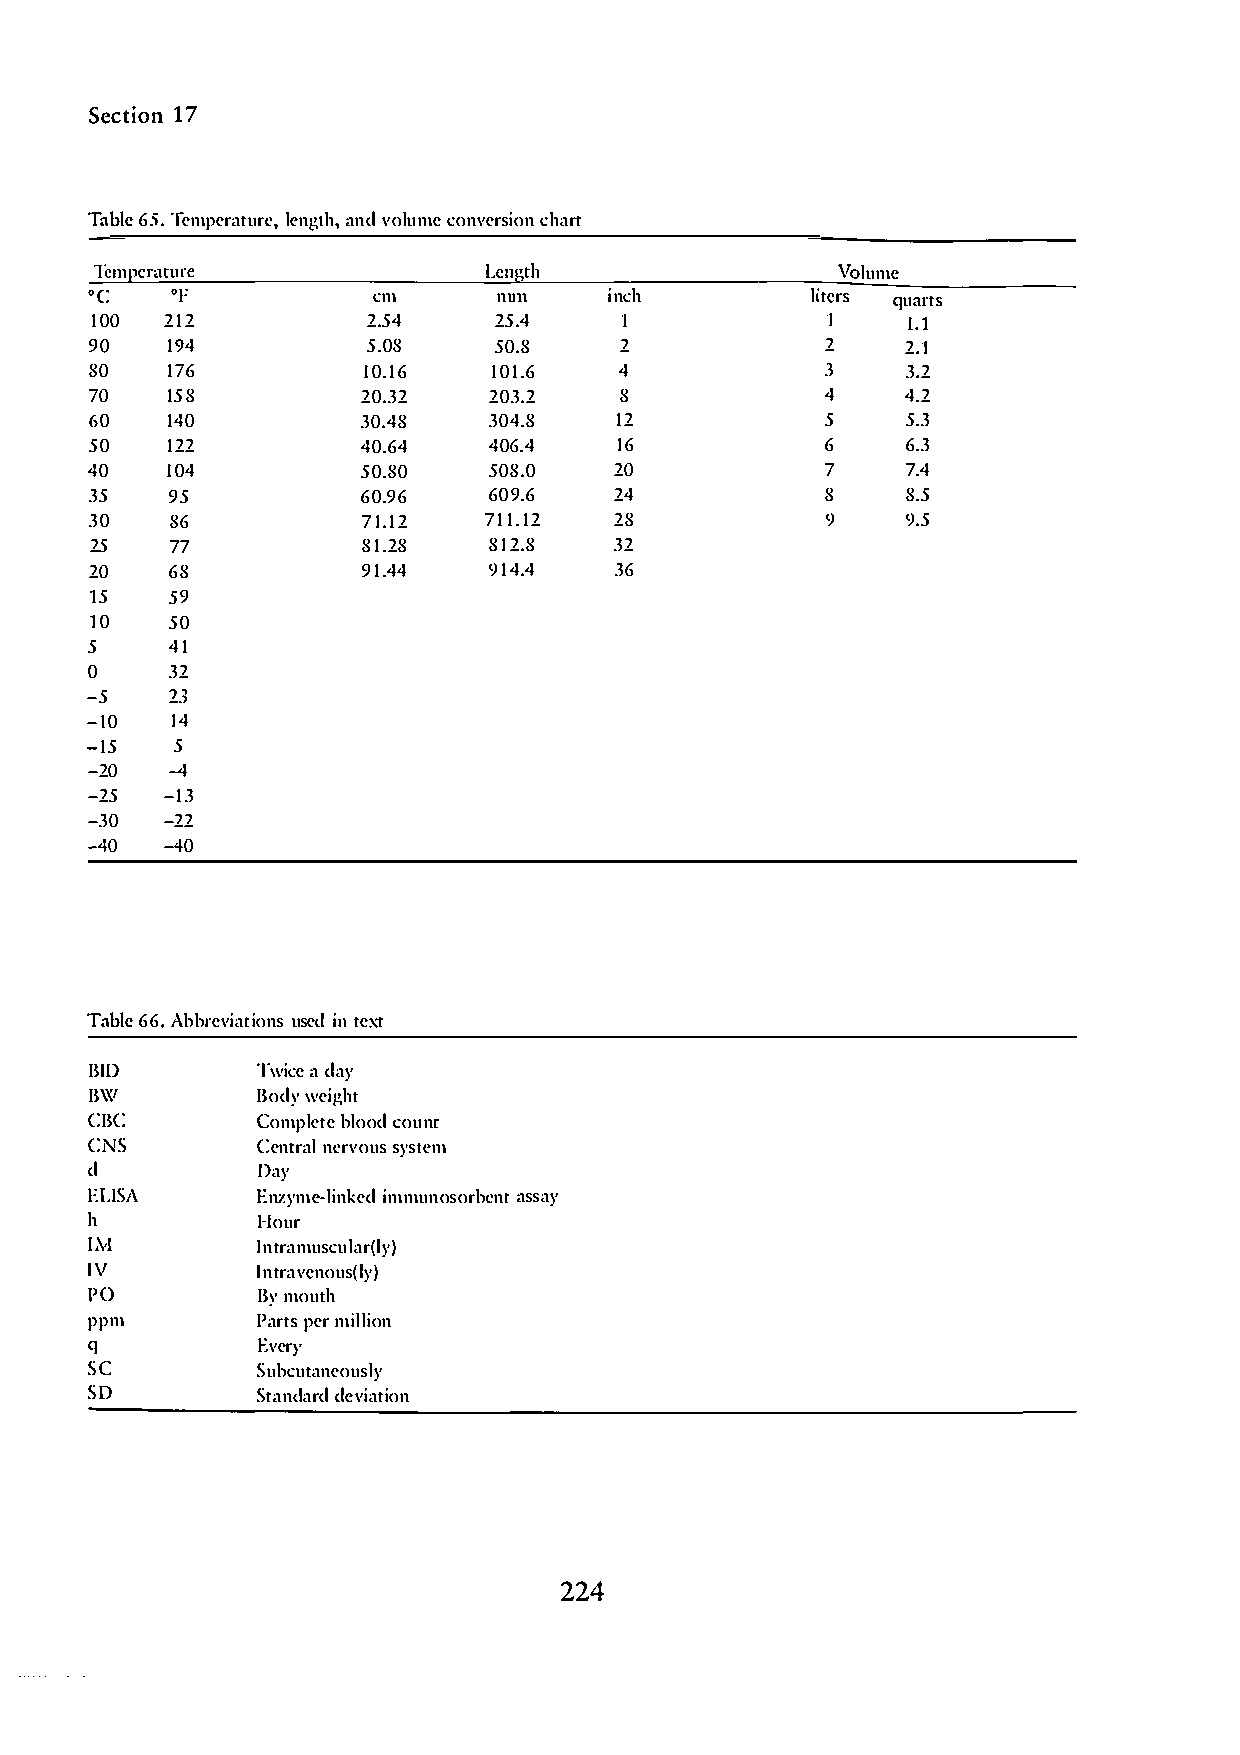 Section 17
Table 65. Temperature, length, and volume conversion chart
Temperature Length Volume
°C °F cm mm inch liters quarts
100 212 2.54 25.4 1 1 1.1
90 194 5.08 50.8 2 2 2.1
80 176 10.16 101.6 4 3 3.2
70 158 20.32 203.2 8 4 4.2
60 140 30.48 304.8 12 5 5.3
50 122 40.64 406.4 16 6 6.3
40 104 50.80 508.0 20 7 7.4
35 95 60.96 609.6 24 8 8.5
30 86 71.12 711.12 28 9 9.5
25 77 81.28 812.8 32
20 68 91.44 914.4 36
15 59
10 50
5 41
0 32
–5 23
–10 14
–15 5
–20 –4
–25 –13
–30 –22
–40 –40
Table 66. Abbreviations used in text
BID Twice a day
BW Body weight
CBC Complete blood count
CNS Central nervous system
d Day
ELISA Enzyme-linked immunosorbent assay
h Hour
IM Intramuscular(ly)
IV Intravenous(ly)
PO By mouth
ppm Parts per million
q Every
SC Subcutaneously
SD Standard deviation
224